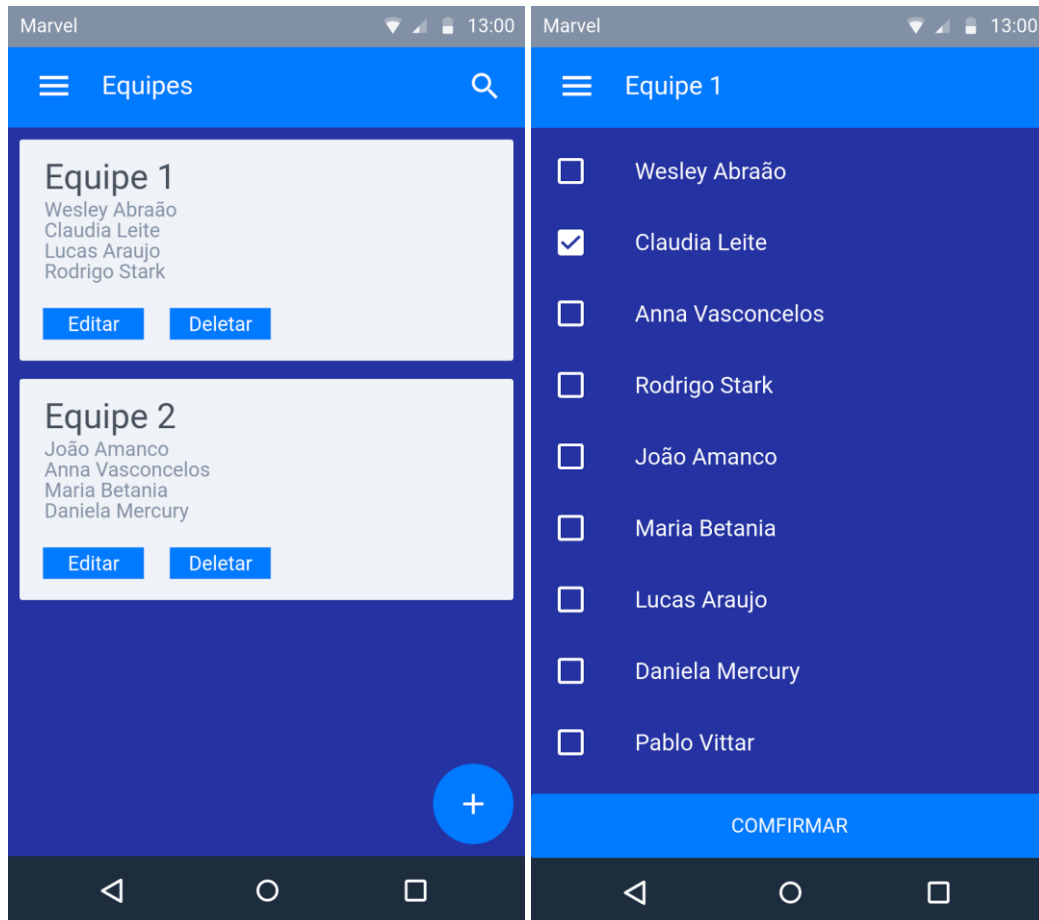 Marvel 13:00
Equipes
Equipe 1
Wesley Abraão
Claudia Leite
Lucas Araujo
Rodrigo Stark
Editar Deletar
Equipe 2
João Amanco
Anna Vasconcelos
Maria Betania
Daniela Mercury
Editar Deletar
+
Marvel 13:00
Equipe 1
Wesley Abraão
Claudia Leite
Anna Vasconcelos
Rodrigo Stark
João Amanco
Maria Betania
Lucas Araujo
Daniela Mercury
Pablo Vittar
COMFIRMAR